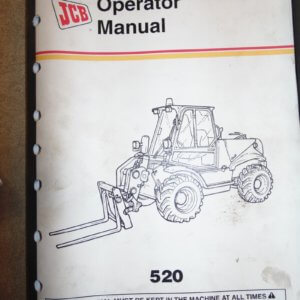 JCB
Operator
Manual
520
MUST BE KEPT IN THE MACHINE AT ALL TIMES